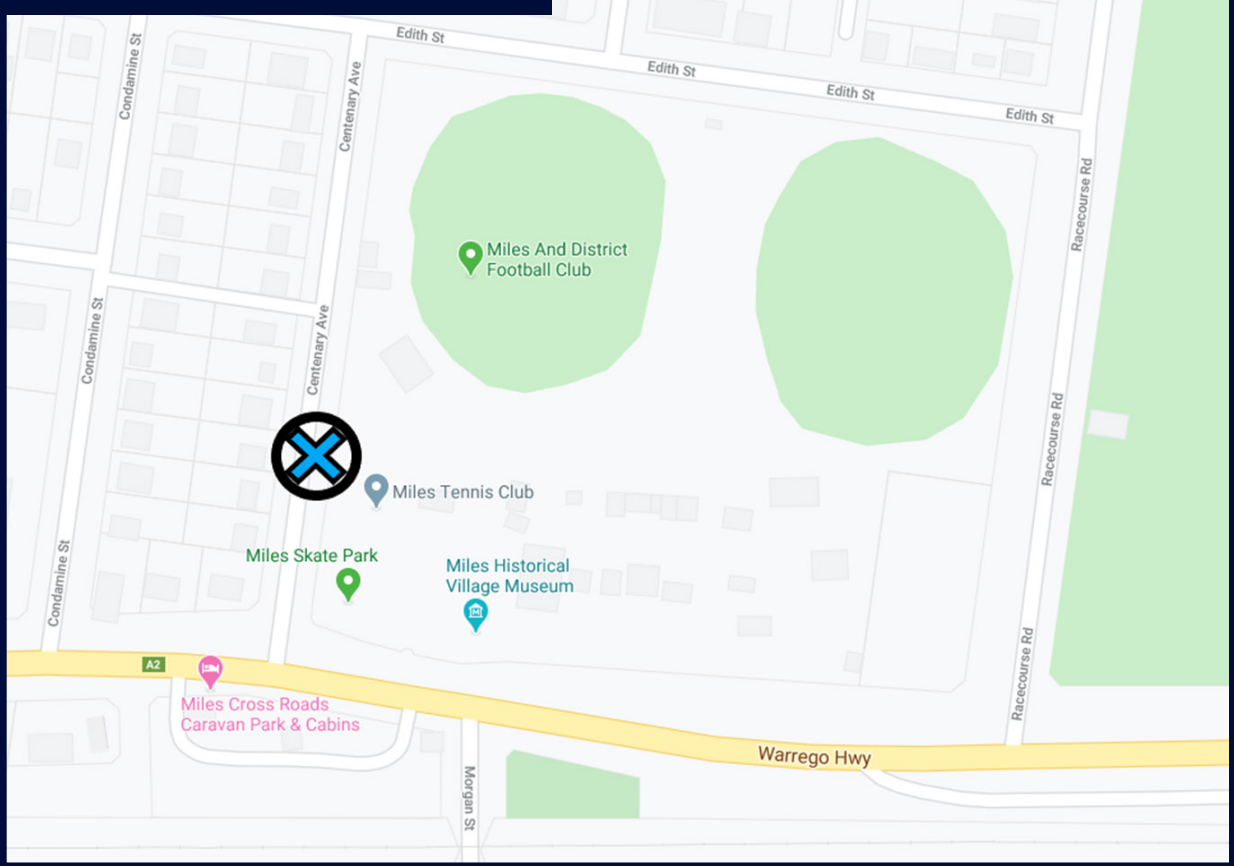 Edith St
Edith St
Edith St
Edith St
Condamine St
Centenary Ave
Racecourse Rd
Miles And District
Football Club
Condamine St
Centenary Ave
Racecourse Rd
Miles Tennis Club
Miles Skate Park
Miles Historical
Village Museum
Condamine St
Racecourse Rd
A2
Miles Cross Roads
Caravan Park & Cabins
Warrego Hwy
Morgan St